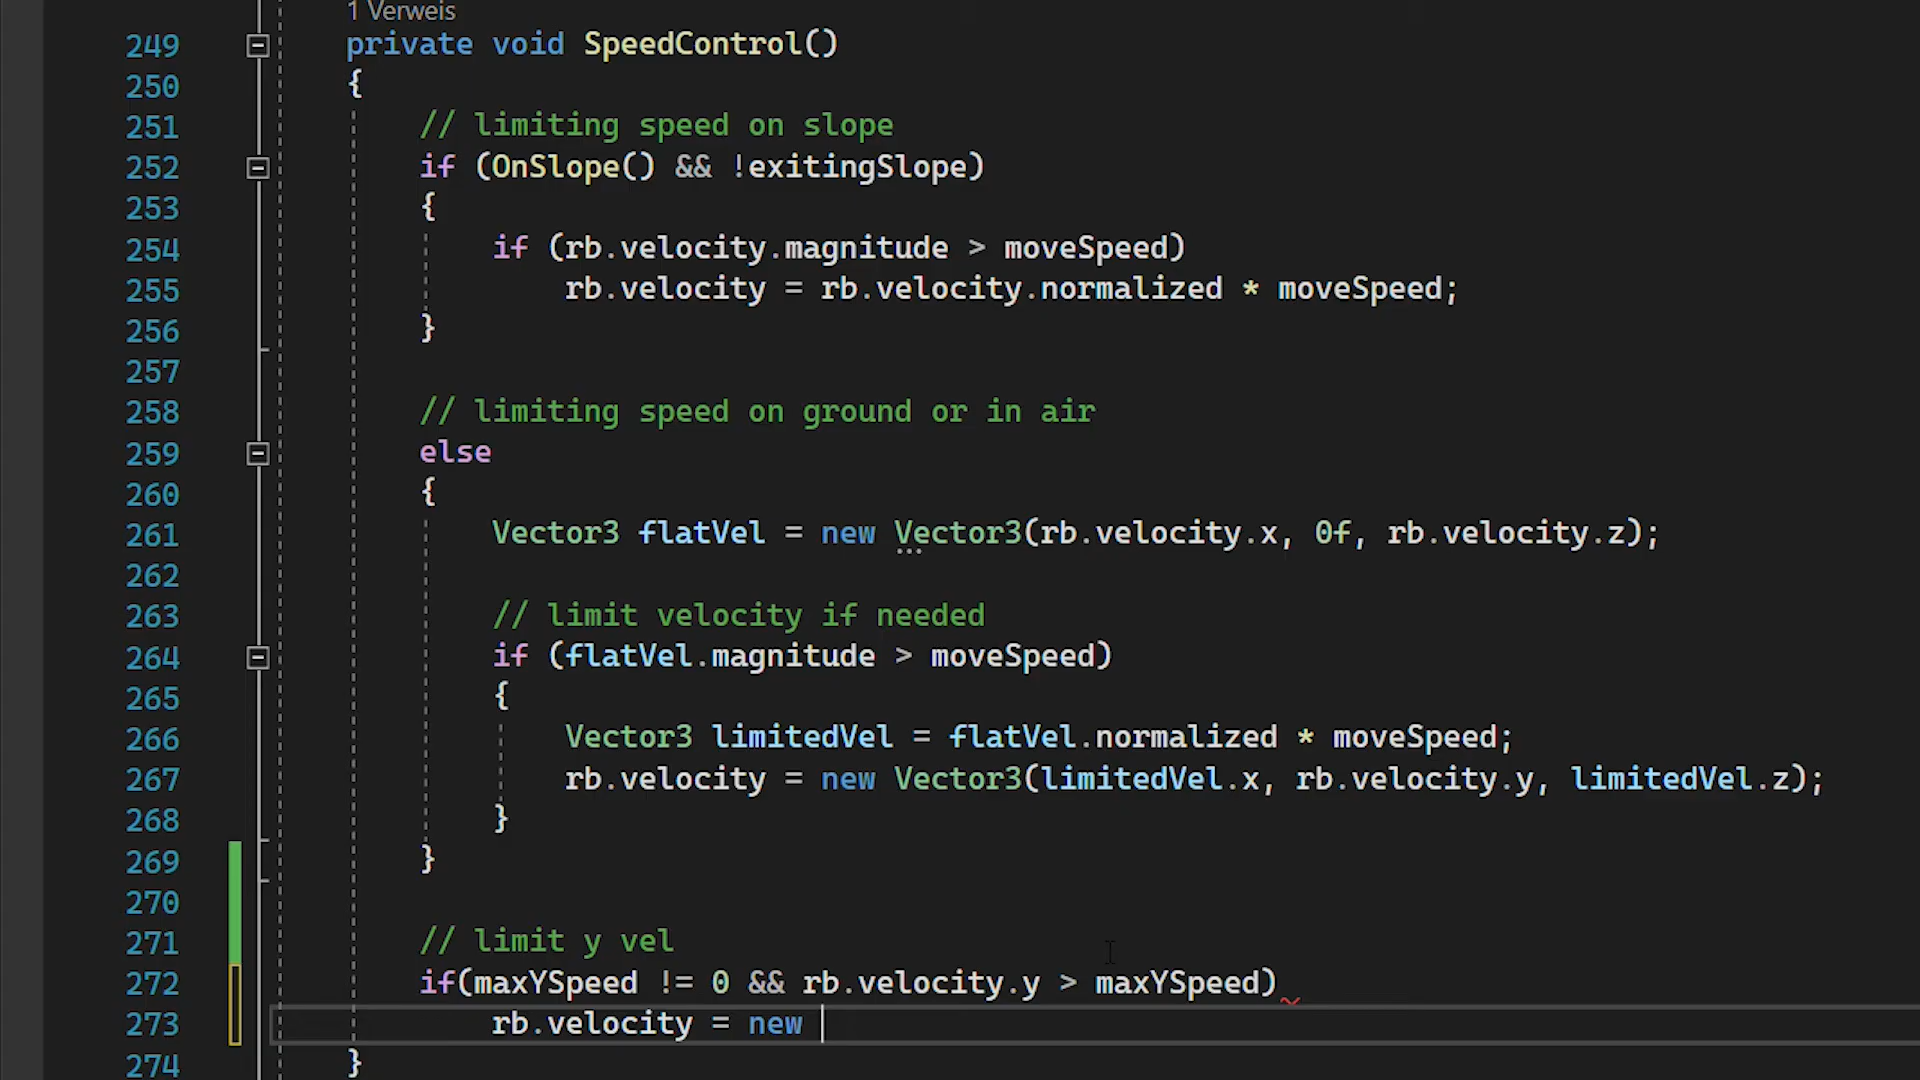 1 Verweis
249 private void SpeedControl()
250 {
251 // limiting speed on slope
252 if (OnSlope() && !exitingSlope)
253 {
254 if (rb.velocity.magnitude > moveSpeed)
255 rb.velocity = rb.velocity.normalized * moveSpeed;
256 }
257
258 // limiting speed on ground or in air
259 else
260 {
261 Vector3 flatVel = new Vector3(rb.velocity.x, 0f, rb.velocity.z);
262
263 // limit velocity if needed
264 if (flatVel.magnitude > moveSpeed)
265 {
266 Vector3 limitedVel = flatVel.normalized * moveSpeed;
267 rb.velocity = new Vector3(limitedVel.x, rb.velocity.y, limitedVel.z);
268 }
269 }
270
271 // limit y vel
272 if(maxYSpeed != 0 && rb.velocity.y > maxYSpeed)
273 rb.velocity = new
274 }